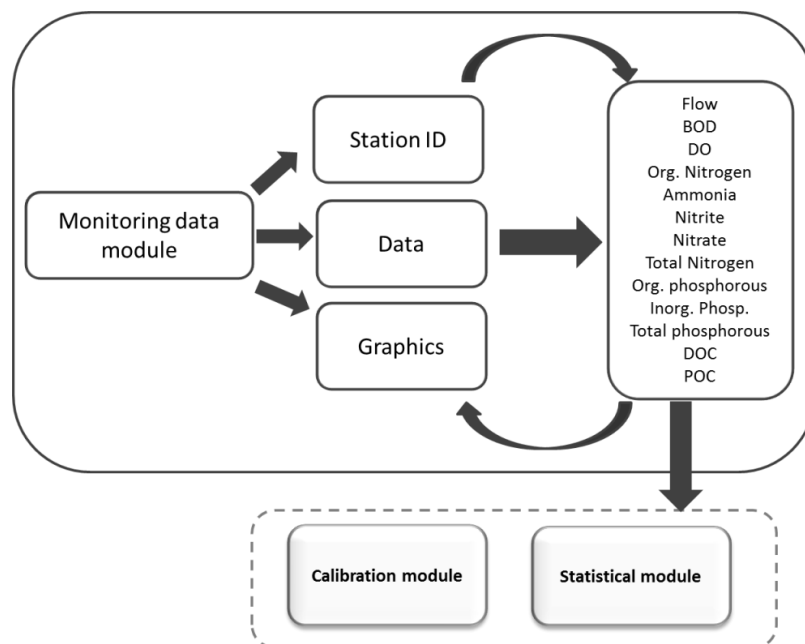 Monitoring data
module
Station ID
Data
Graphics
Flow
BOD
DO
Org. Nitrogen
Ammonia
Nitrite
Nitrate
Total Nitrogen
Org. phosphorous
Inorg. Phosp.
Total phosphorous
DOC
POC
Calibration module
Statistical module